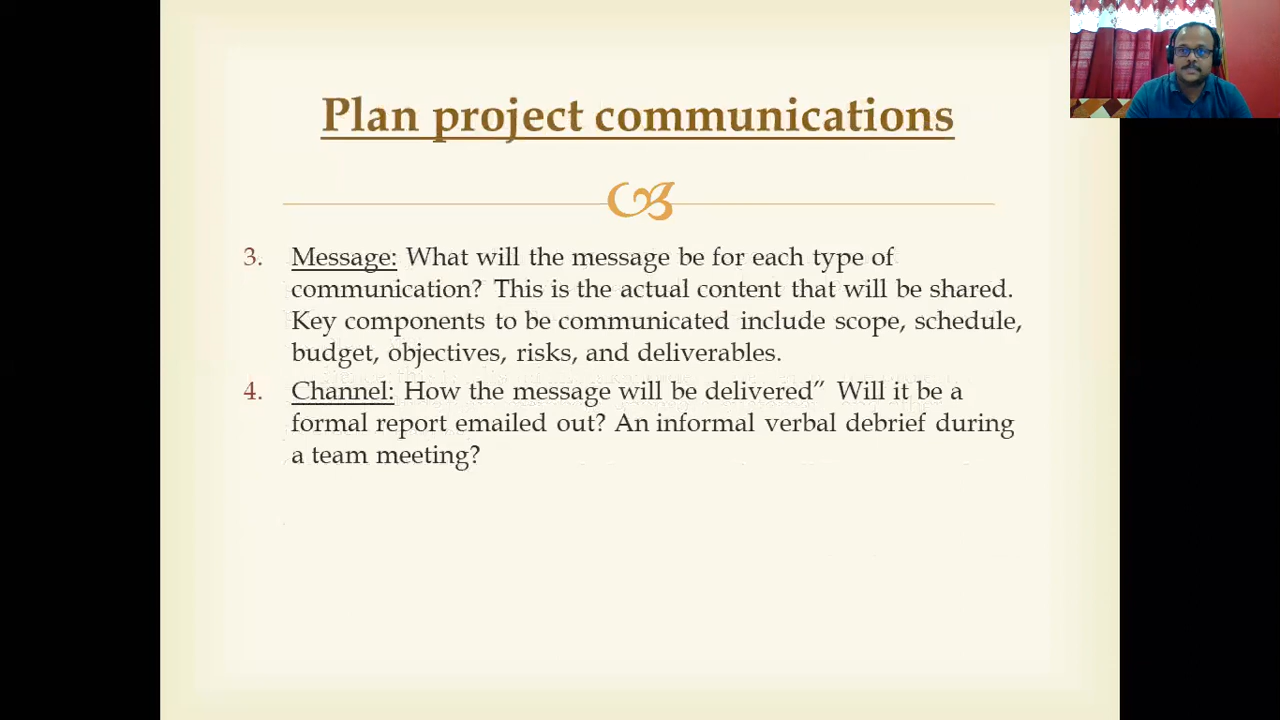 Plan project communications
3. Message: What will the message be for each type of
communication? This is the actual content that will be shared.
Key components to be communicated include scope, schedule,
budget, objectives, risks, and deliverables.
4. Channel: How the message will be delivered” Will it be a
formal report emailed out? An informal verbal debrief during
a team meeting?